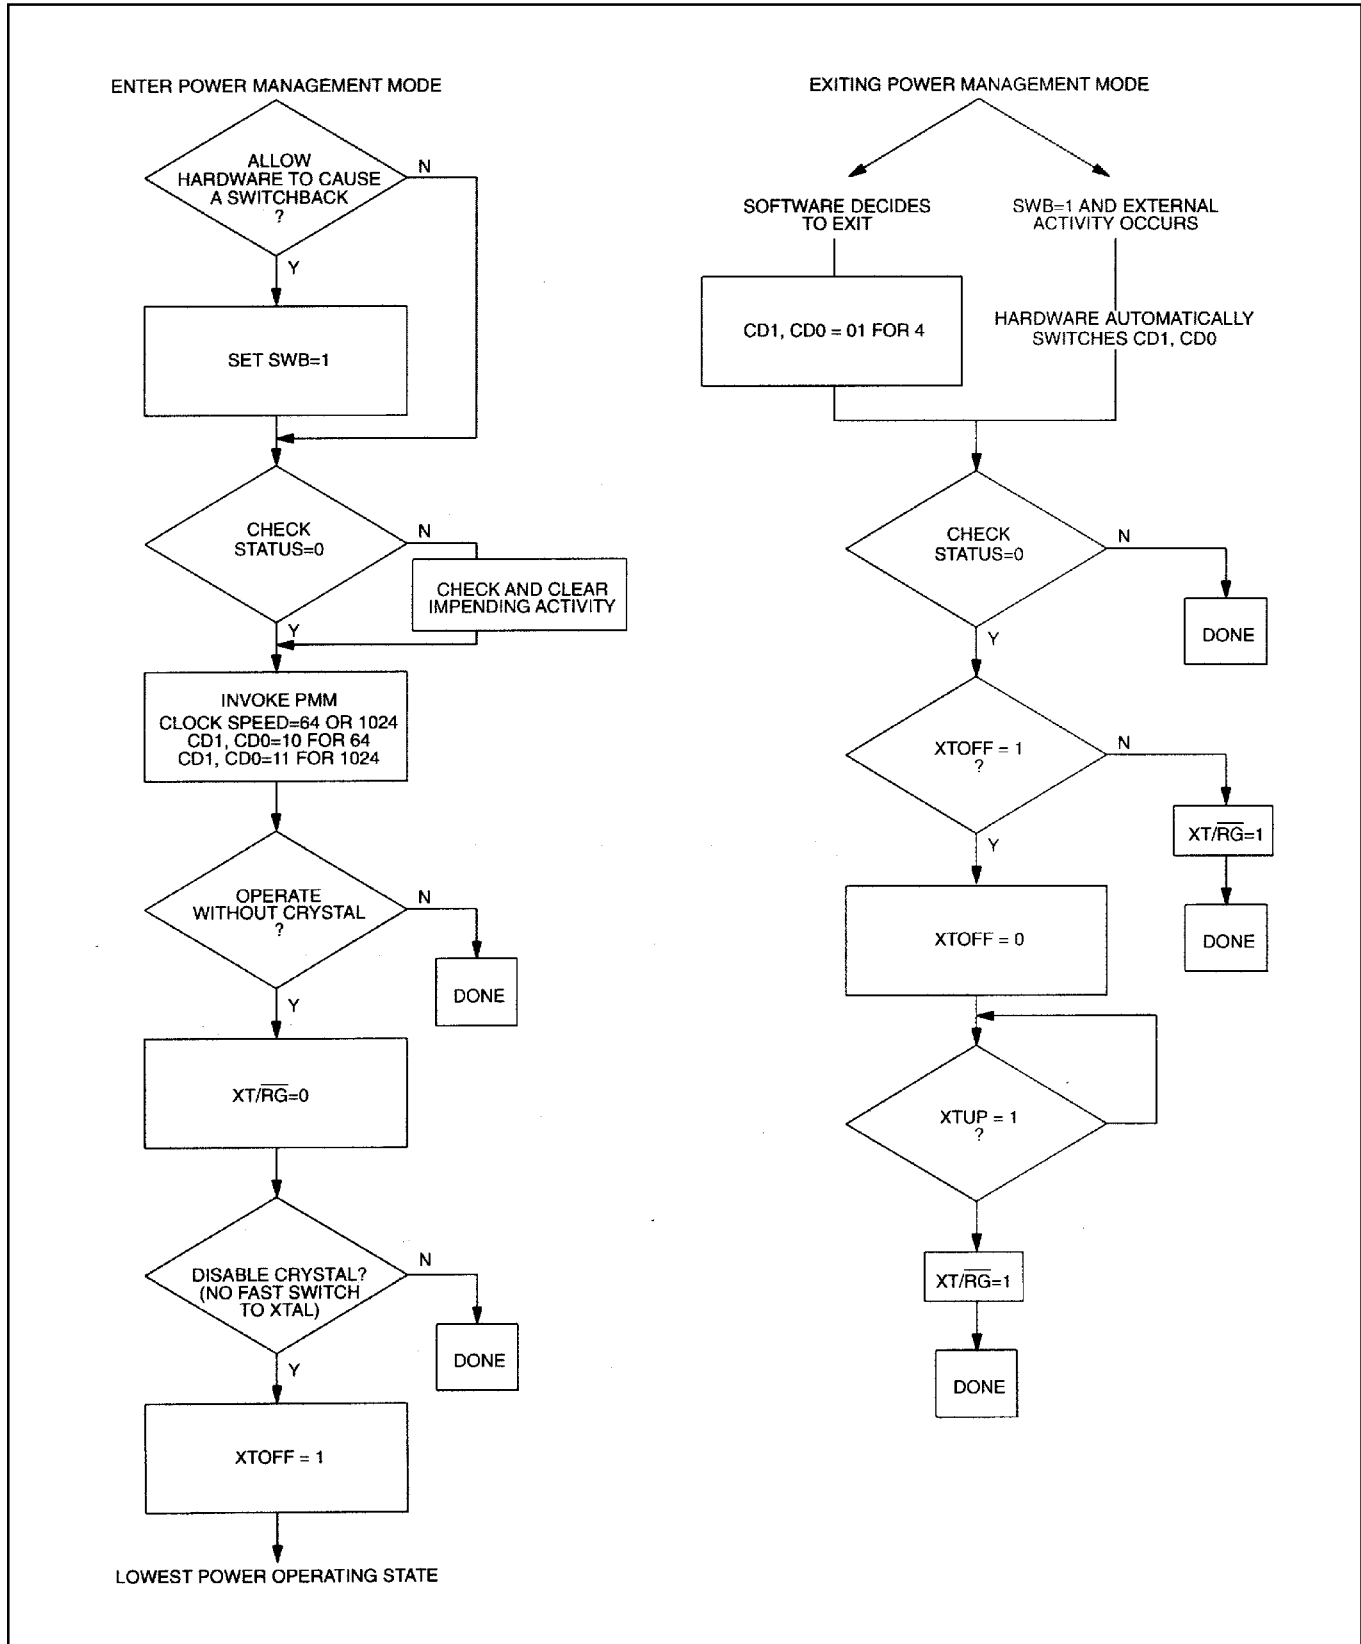 ENTER POWER MANAGEMENT MODE
ALLOW
HARDWARE TO CAUSE
A SWITCHBACK
?
N
Y
SET SWB=1
CHECK
STATUS=0
N
CHECK AND CLEAR
IMPENDING ACTIVITY
Y
INVOKE PMM
CLOCK SPEED=64 OR 1024
CD1, CD0=10 FOR 64
CD1, CD0=11 FOR 1024
OPERATE
WITHOUT CRYSTAL
?
N
DONE
Y
XT/R̅G̅=0
DISABLE CRYSTAL?
(NO FAST SWITCH
TO XTAL)
N
DONE
Y
XTOFF = 1
LOWEST POWER OPERATING STATE
EXITING POWER MANAGEMENT MODE
SOFTWARE DECIDES
TO EXIT
SWB=1 AND EXTERNAL
ACTIVITY OCCURS
CD1, CD0 = 01 FOR 4
HARDWARE AUTOMATICALLY
SWITCHES CD1, CD0
CHECK
STATUS=0
N
DONE
Y
XTOFF = 1
?
N
XT/R̅G̅=1
DONE
Y
XTOFF = 0
XTUP = 1
?
XT/R̅G̅=1
DONE